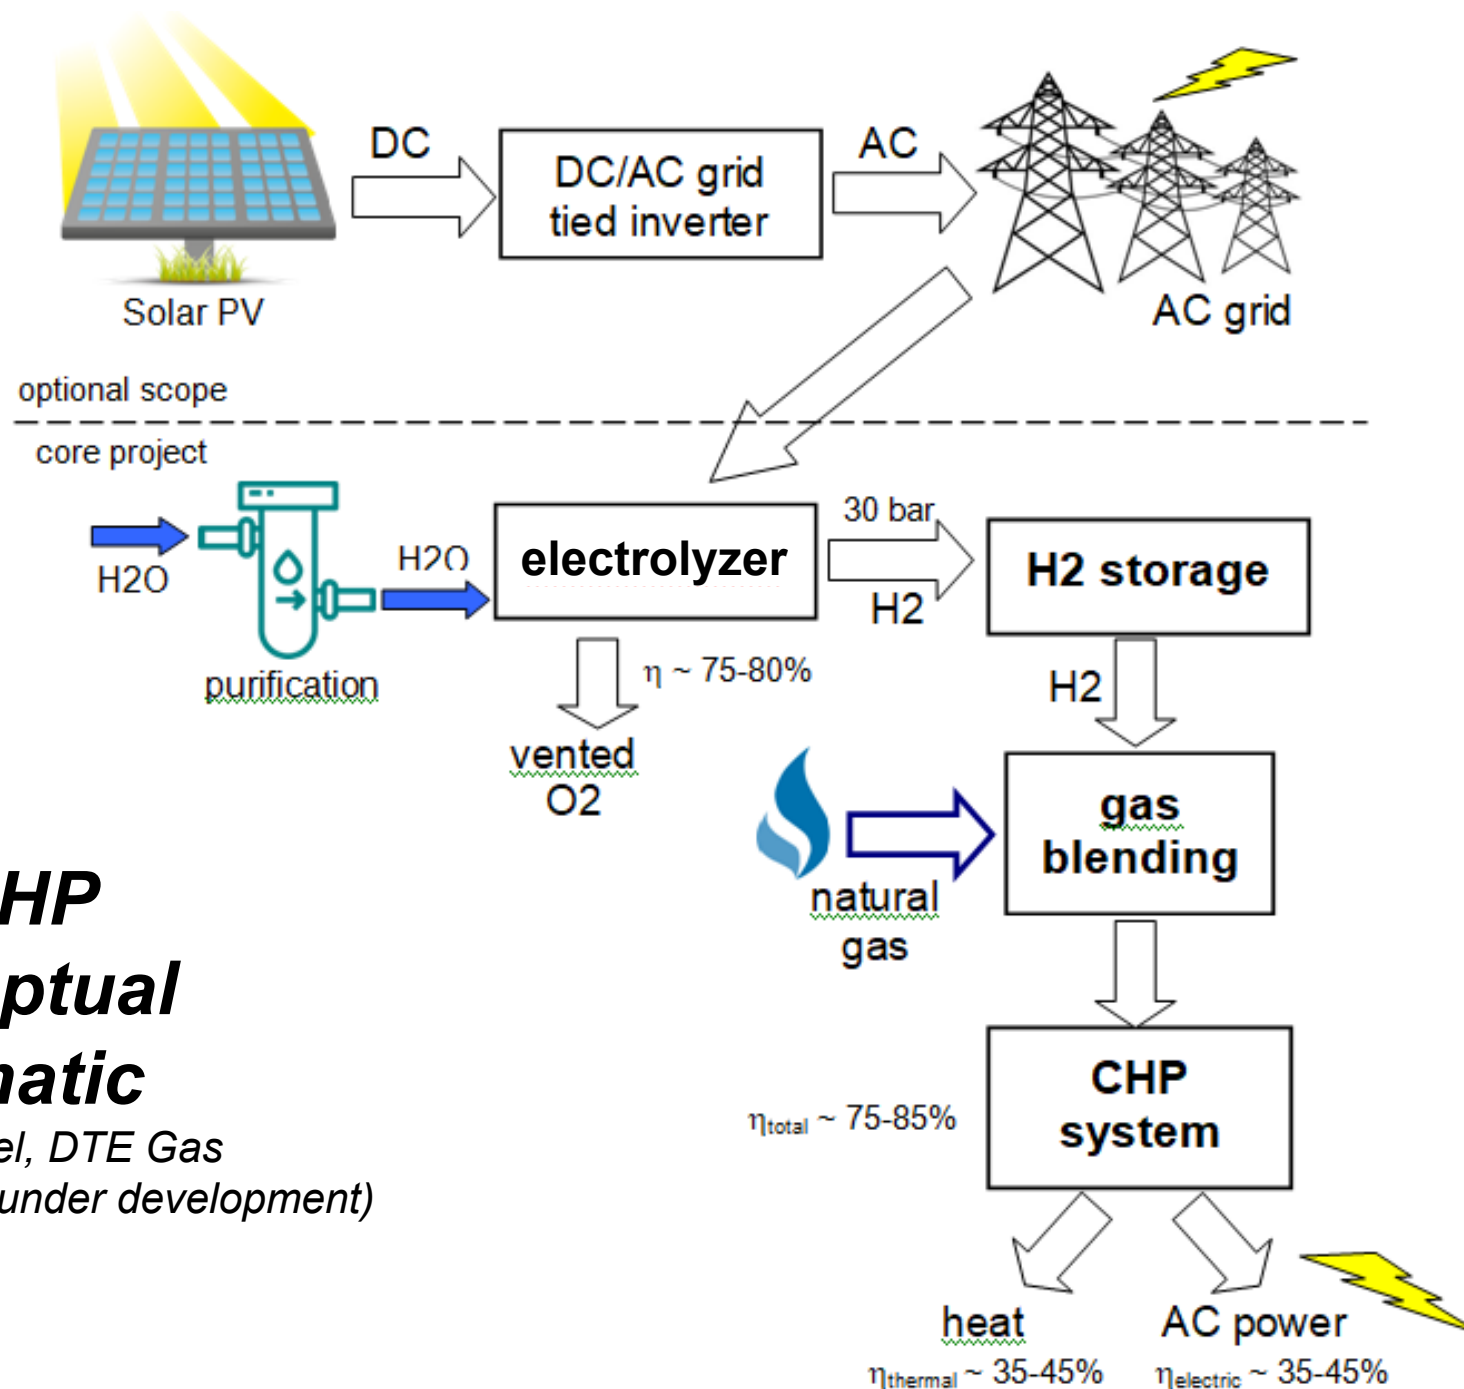 DC
AC
DC/AC grid
tied inverter
Solar PV
AC grid
optional scope
core project
H2O
H2O
purification
electrolyzer
30 bar
H2
H2 storage
η ~ 75-80%
vented
O2
H2
gas
blending
natural
gas
HP
ptual
natic
el, DTE Gas
under development)
CHP
system
ηtotal ~ 75-85%
heat
AC power
ηthermal ~ 35-45%
ηelectric ~ 35-45%